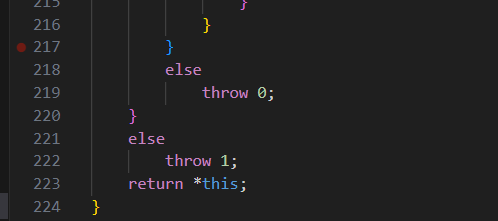 215 }
216 }
217 }
218 else
219 throw 0;
220 }
221 else
222 throw 1;
223 return *this;
224 }